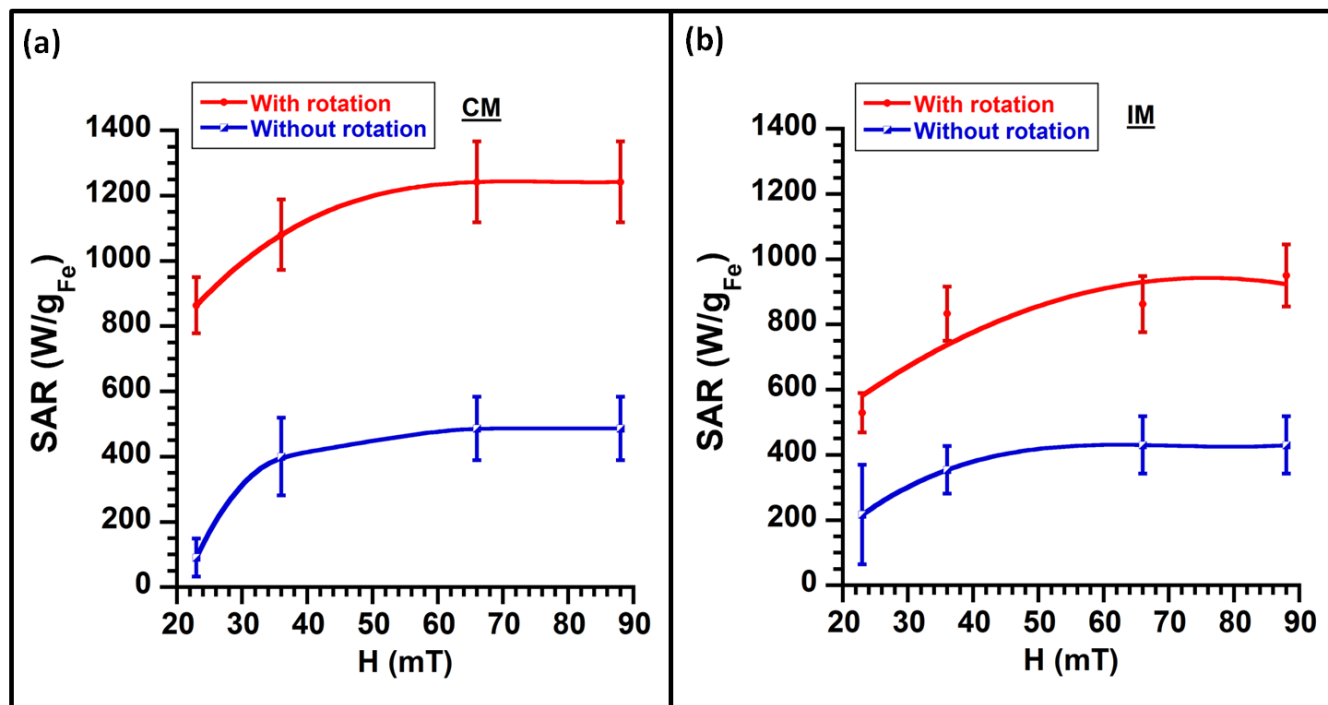 (a)
With rotation
Without rotation
CM
1400
1200
1000
800
600
400
200
0
SAR (W/gFe)
20 30 40 50 60 70 80 90
H (mT)
(b)
With rotation
Without rotation
IM
1400
1200
1000
800
600
400
200
0
SAR (W/gFe)
20 30 40 50 60 70 80 90
H (mT)